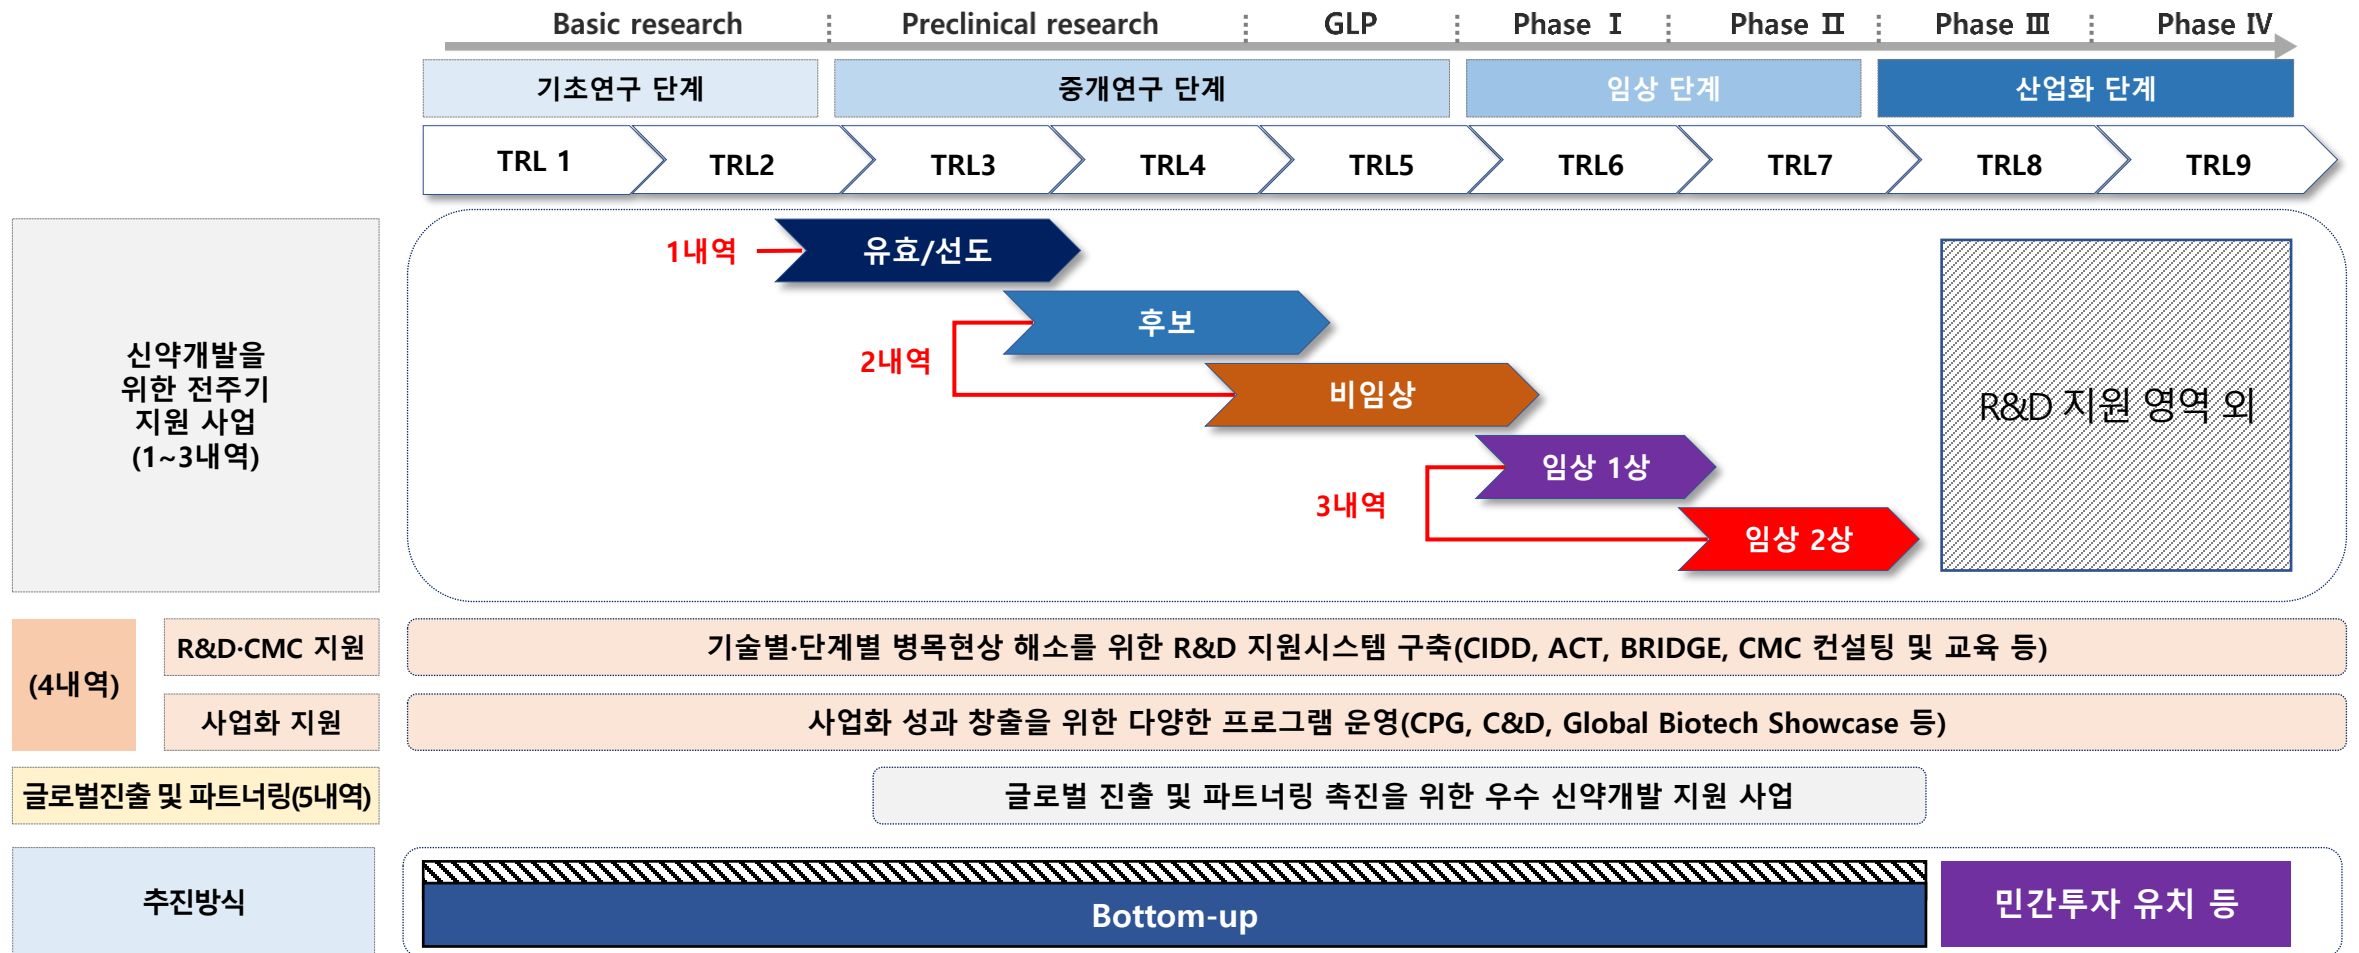 Basic research
Preclinical research
GLP
Phase Ⅰ
Phase Ⅱ
Phase Ⅲ
Phase Ⅳ
기초연구 단계
중개연구 단계
임상 단계
산업화 단계
TRL 1
TRL2
TRL3
TRL4
TRL5
TRL6
TRL7
TRL8
TRL9
신약개발을
위한 전주기
지원 사업
(1~3내역)
1내역
유효/선도
후보
2내역
비임상
임상 1상
3내역
임상 2상
R&D 지원 영역 외
(4내역)
R&D·CMC 지원
기술별·단계별 병목현상 해소를 위한 R&D 지원시스템 구축(CIDD, ACT, BRIDGE, CMC 컨설팅 및 교육 등)
사업화 지원
사업화 성과 창출을 위한 다양한 프로그램 운영(CPG, C&D, Global Biotech Showcase 등)
글로벌진출 및 파트너링(5내역)
글로벌 진출 및 파트너링 촉진을 위한 우수 신약개발 지원 사업
추진방식
Bottom-up
민간투자 유치 등